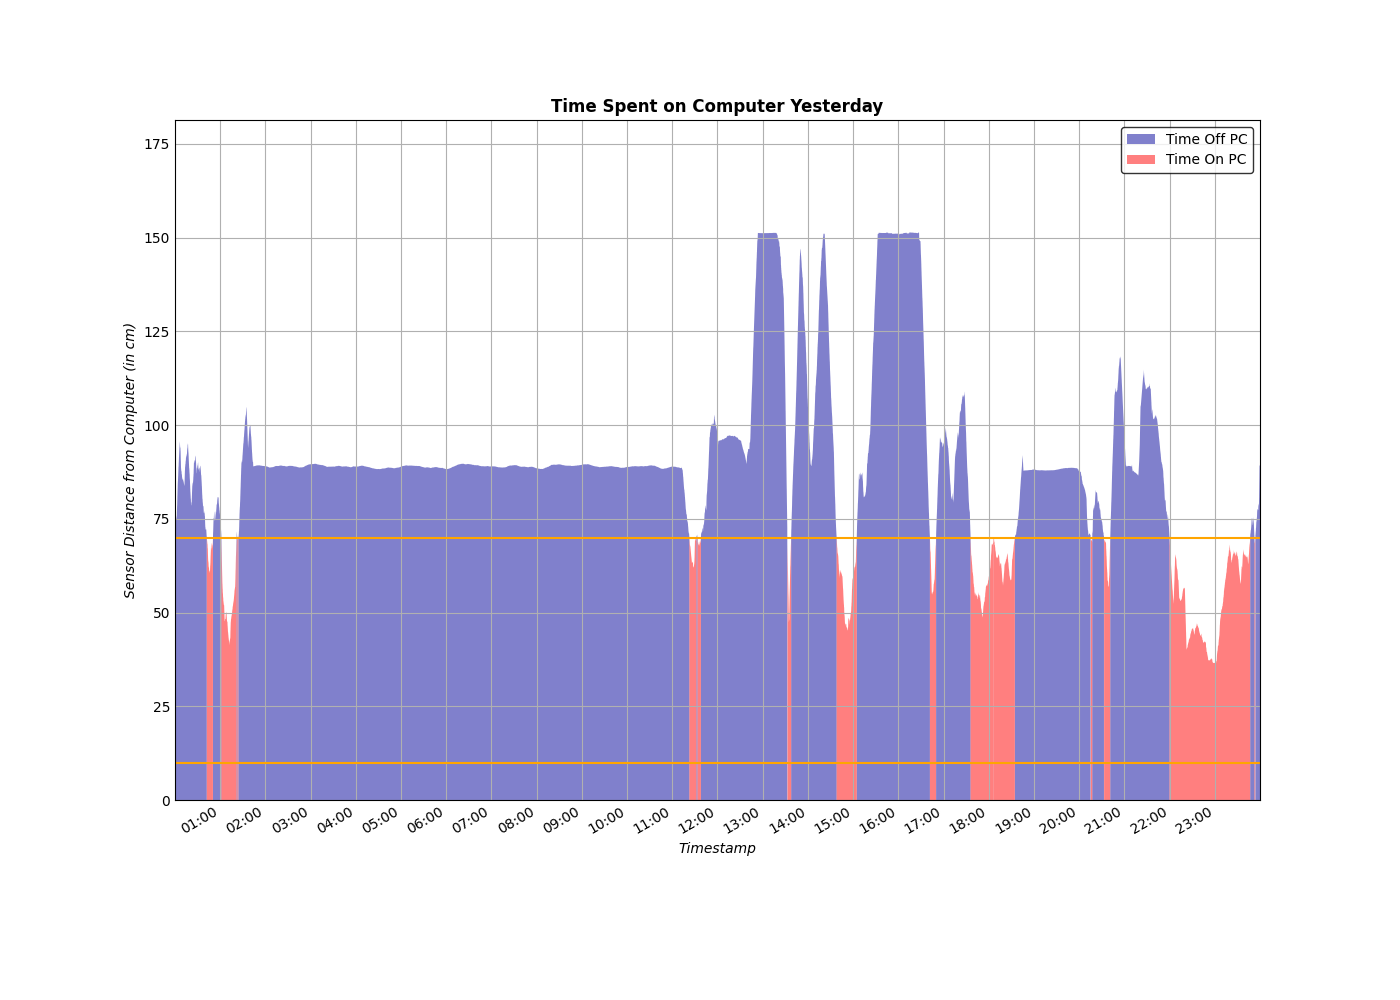 Time Spent on Computer Yesterday
Time Off PC
Time On PC
175
150
125
100
75
50
25
0
Sensor Distance from Computer (in cm)
01:00 02:00 03:00 04:00 05:00 06:00 07:00 08:00 09:00 10:00 11:00 12:00 13:00 14:00 15:00 16:00 17:00 18:00 19:00 20:00 21:00 22:00 23:00
Timestamp